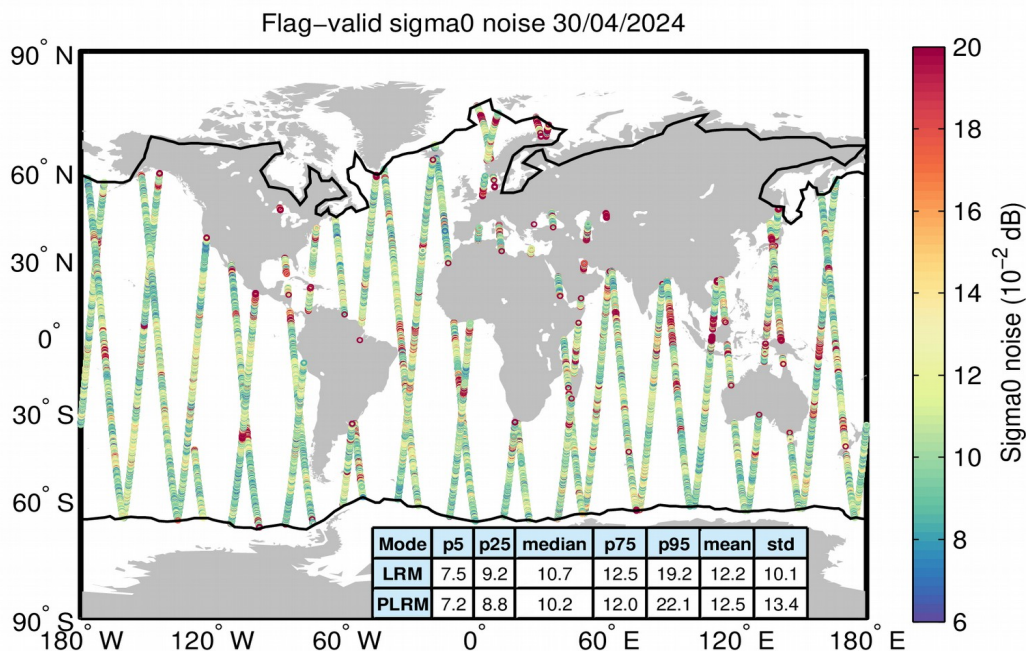 Flag−valid sigma0 noise 30/04/2024
90° N
60° N
30° N
0°
30° S
60° S
90° S
180° W
120° W
60° W
0°
60° E
120° E
180° E
Mode p5 p25 median p75 p95 mean std
LRM 7.5 9.2 10.7 12.5 19.2 12.2 10.1
PLRM 7.2 8.8 10.2 12.0 22.1 12.5 13.4
20
18
16
14
12
10
8
6
Sigma0 noise (10⁻² dB)